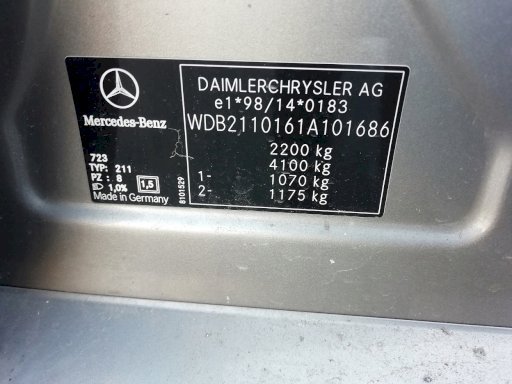 Mercedes-Benz
723
TYP: 211
PZ : 8
1,0% 1,5
Made in Germany
8101529
DAIMLERCHRYSLER AG
e1*98/14*0183
WDB2110161A101686
2200 kg
4100 kg
1- 1070 kg
2- 1175 kg